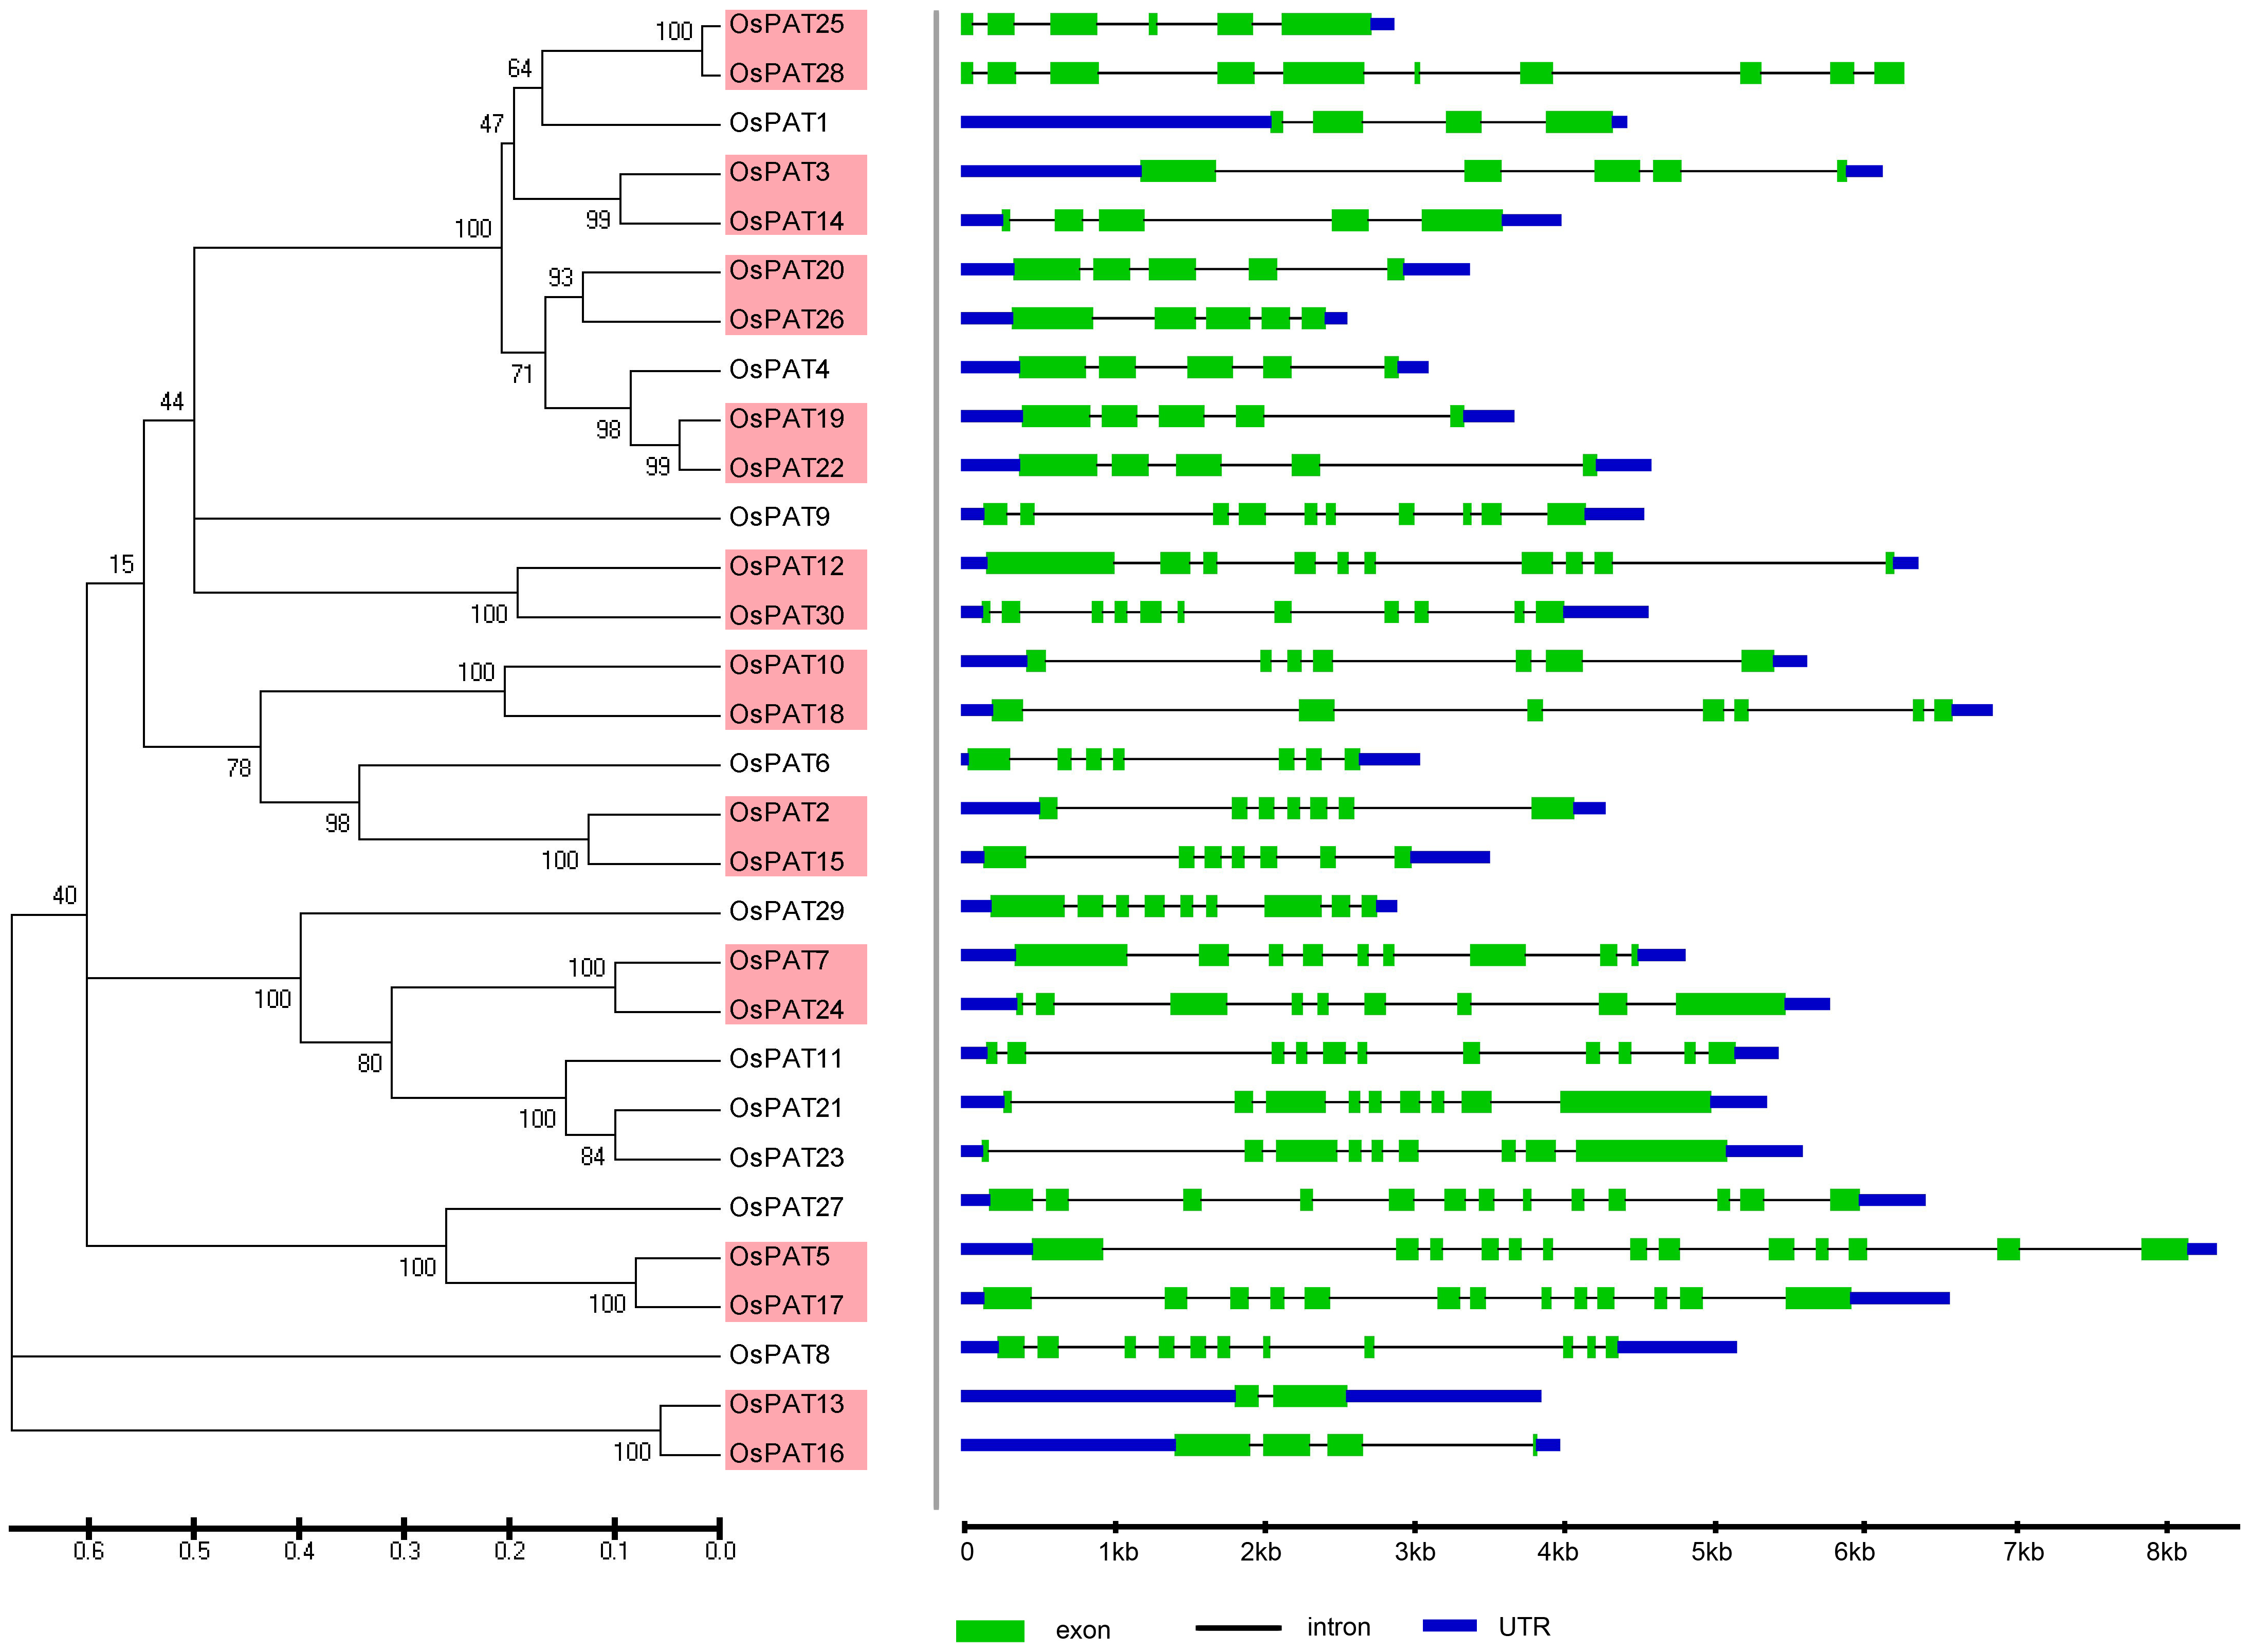 100
OsPAT25
OsPAT28
64
OsPAT1
47
OsPAT3
99
OsPAT14
100
93
OsPAT20
OsPAT26
71
OsPAT4
98
OsPAT19
99
OsPAT22
44
OsPAT9
15
OsPAT12
100
OsPAT30
100
OsPAT10
OsPAT18
78
OsPAT6
98
OsPAT2
100
OsPAT15
40
OsPAT29
100
100
OsPAT7
OsPAT24
80
OsPAT11
100
OsPAT21
84
OsPAT23
OsPAT27
100
OsPAT5
100
OsPAT17
OsPAT8
OsPAT13
100
OsPAT16
0.6 0.5 0.4 0.3 0.2 0.1 0.0
0 1kb 2kb 3kb 4kb 5kb 6kb 7kb 8kb
exon intron UTR